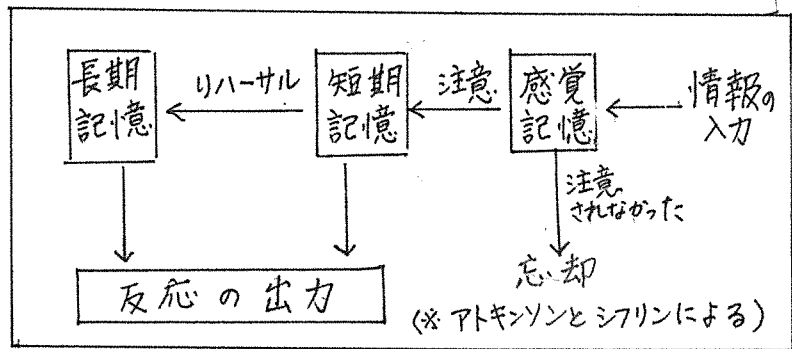 長期
記憶
リハーサル
短期
記憶
注意
感覚
記憶
情報の
入力
注意
されなかった
忘却
反応の出力
(※アトキンソンとシフリンによる)